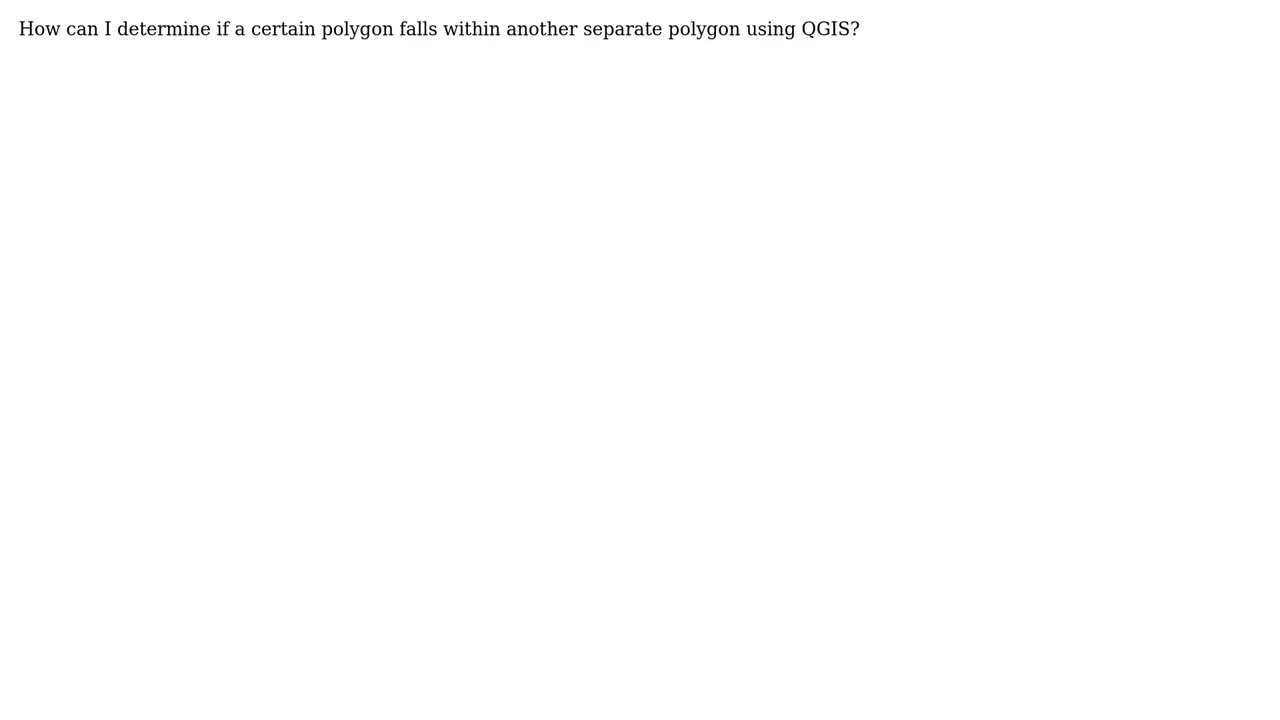 How can I determine if a certain polygon falls within another separate polygon using QGIS?